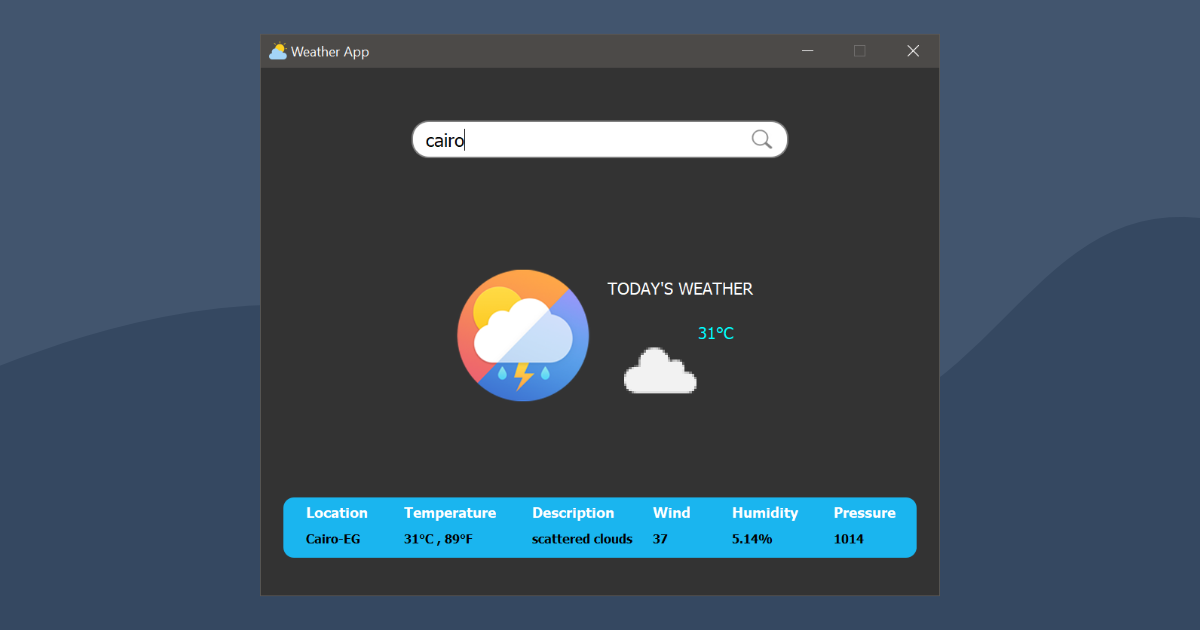 Weather App
cairo
TODAY'S WEATHER
31°C
Location Temperature Description Wind Humidity Pressure
Cairo-EG 31°C , 89°F scattered clouds 37 5.14% 1014